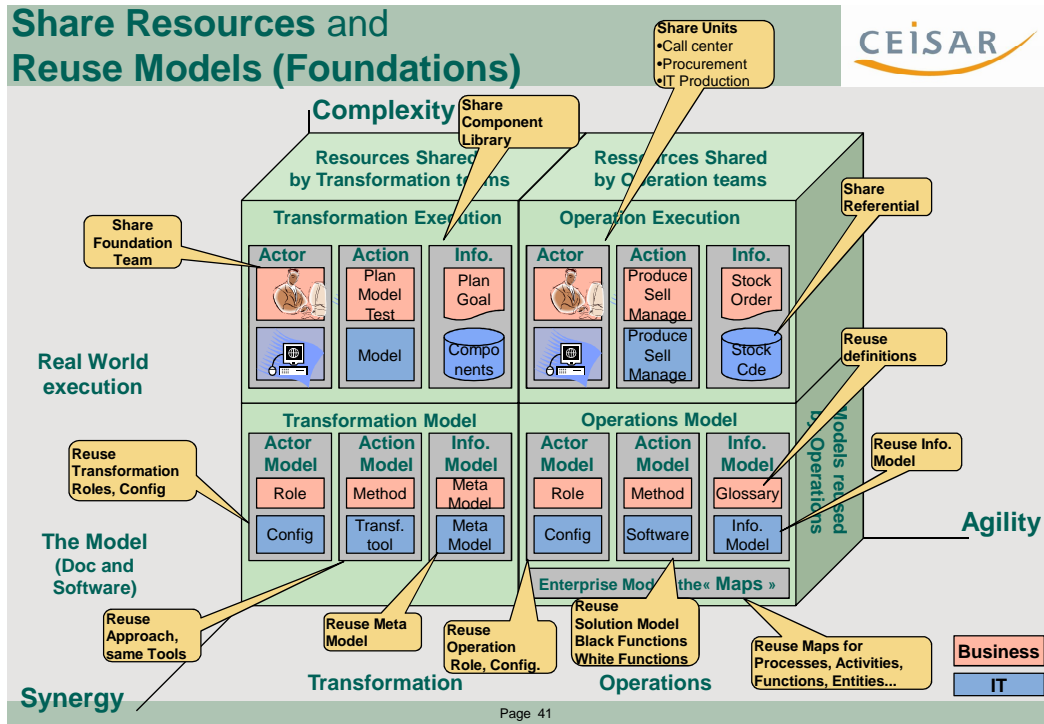 Share Resources and
Reuse Models (Foundations)
CEISAR
Share Units
•Call center
•Procurement
•IT Production
Complexity
Share
Component
Library
Resources Shared
by Transformation teams
Ressources Shared
by Operation teams
Share
Referential
Share
Foundation
Team
Transformation Execution
Operation Execution
Actor
Action
Info.
Actor
Action
Info.
Plan
Model
Test
Plan
Goal
Produce
Sell
Manage
Stock
Order
Model
Compo
nents
Produce
Sell
Manage
Stock
Cde
Reuse
definitions
Real World
execution
Transformation Model
Operations Model
Models reused
by Operations
Actor
Model
Action
Model
Info.
Model
Actor
Model
Action
Model
Info.
Model
Reuse
Transformation
Roles, Config
Reuse Info.
Model
Role
Method
Meta
Model
Role
Method
Glossary
Config
Transf.
tool
Meta
Model
Config
Software
Info.
Model
Agility
The Model
(Doc and
Software)
Enterprise Mod the« Maps »
Reuse
Approach,
same Tools
Reuse Meta
Model
Reuse
Operation
Role, Config.
Reuse
Solution Model
Black Functions
White Functions
Reuse Maps for
Processes, Activities,
Functions, Entities...
Business
IT
Transformation
Operations
Synergy
Page 41